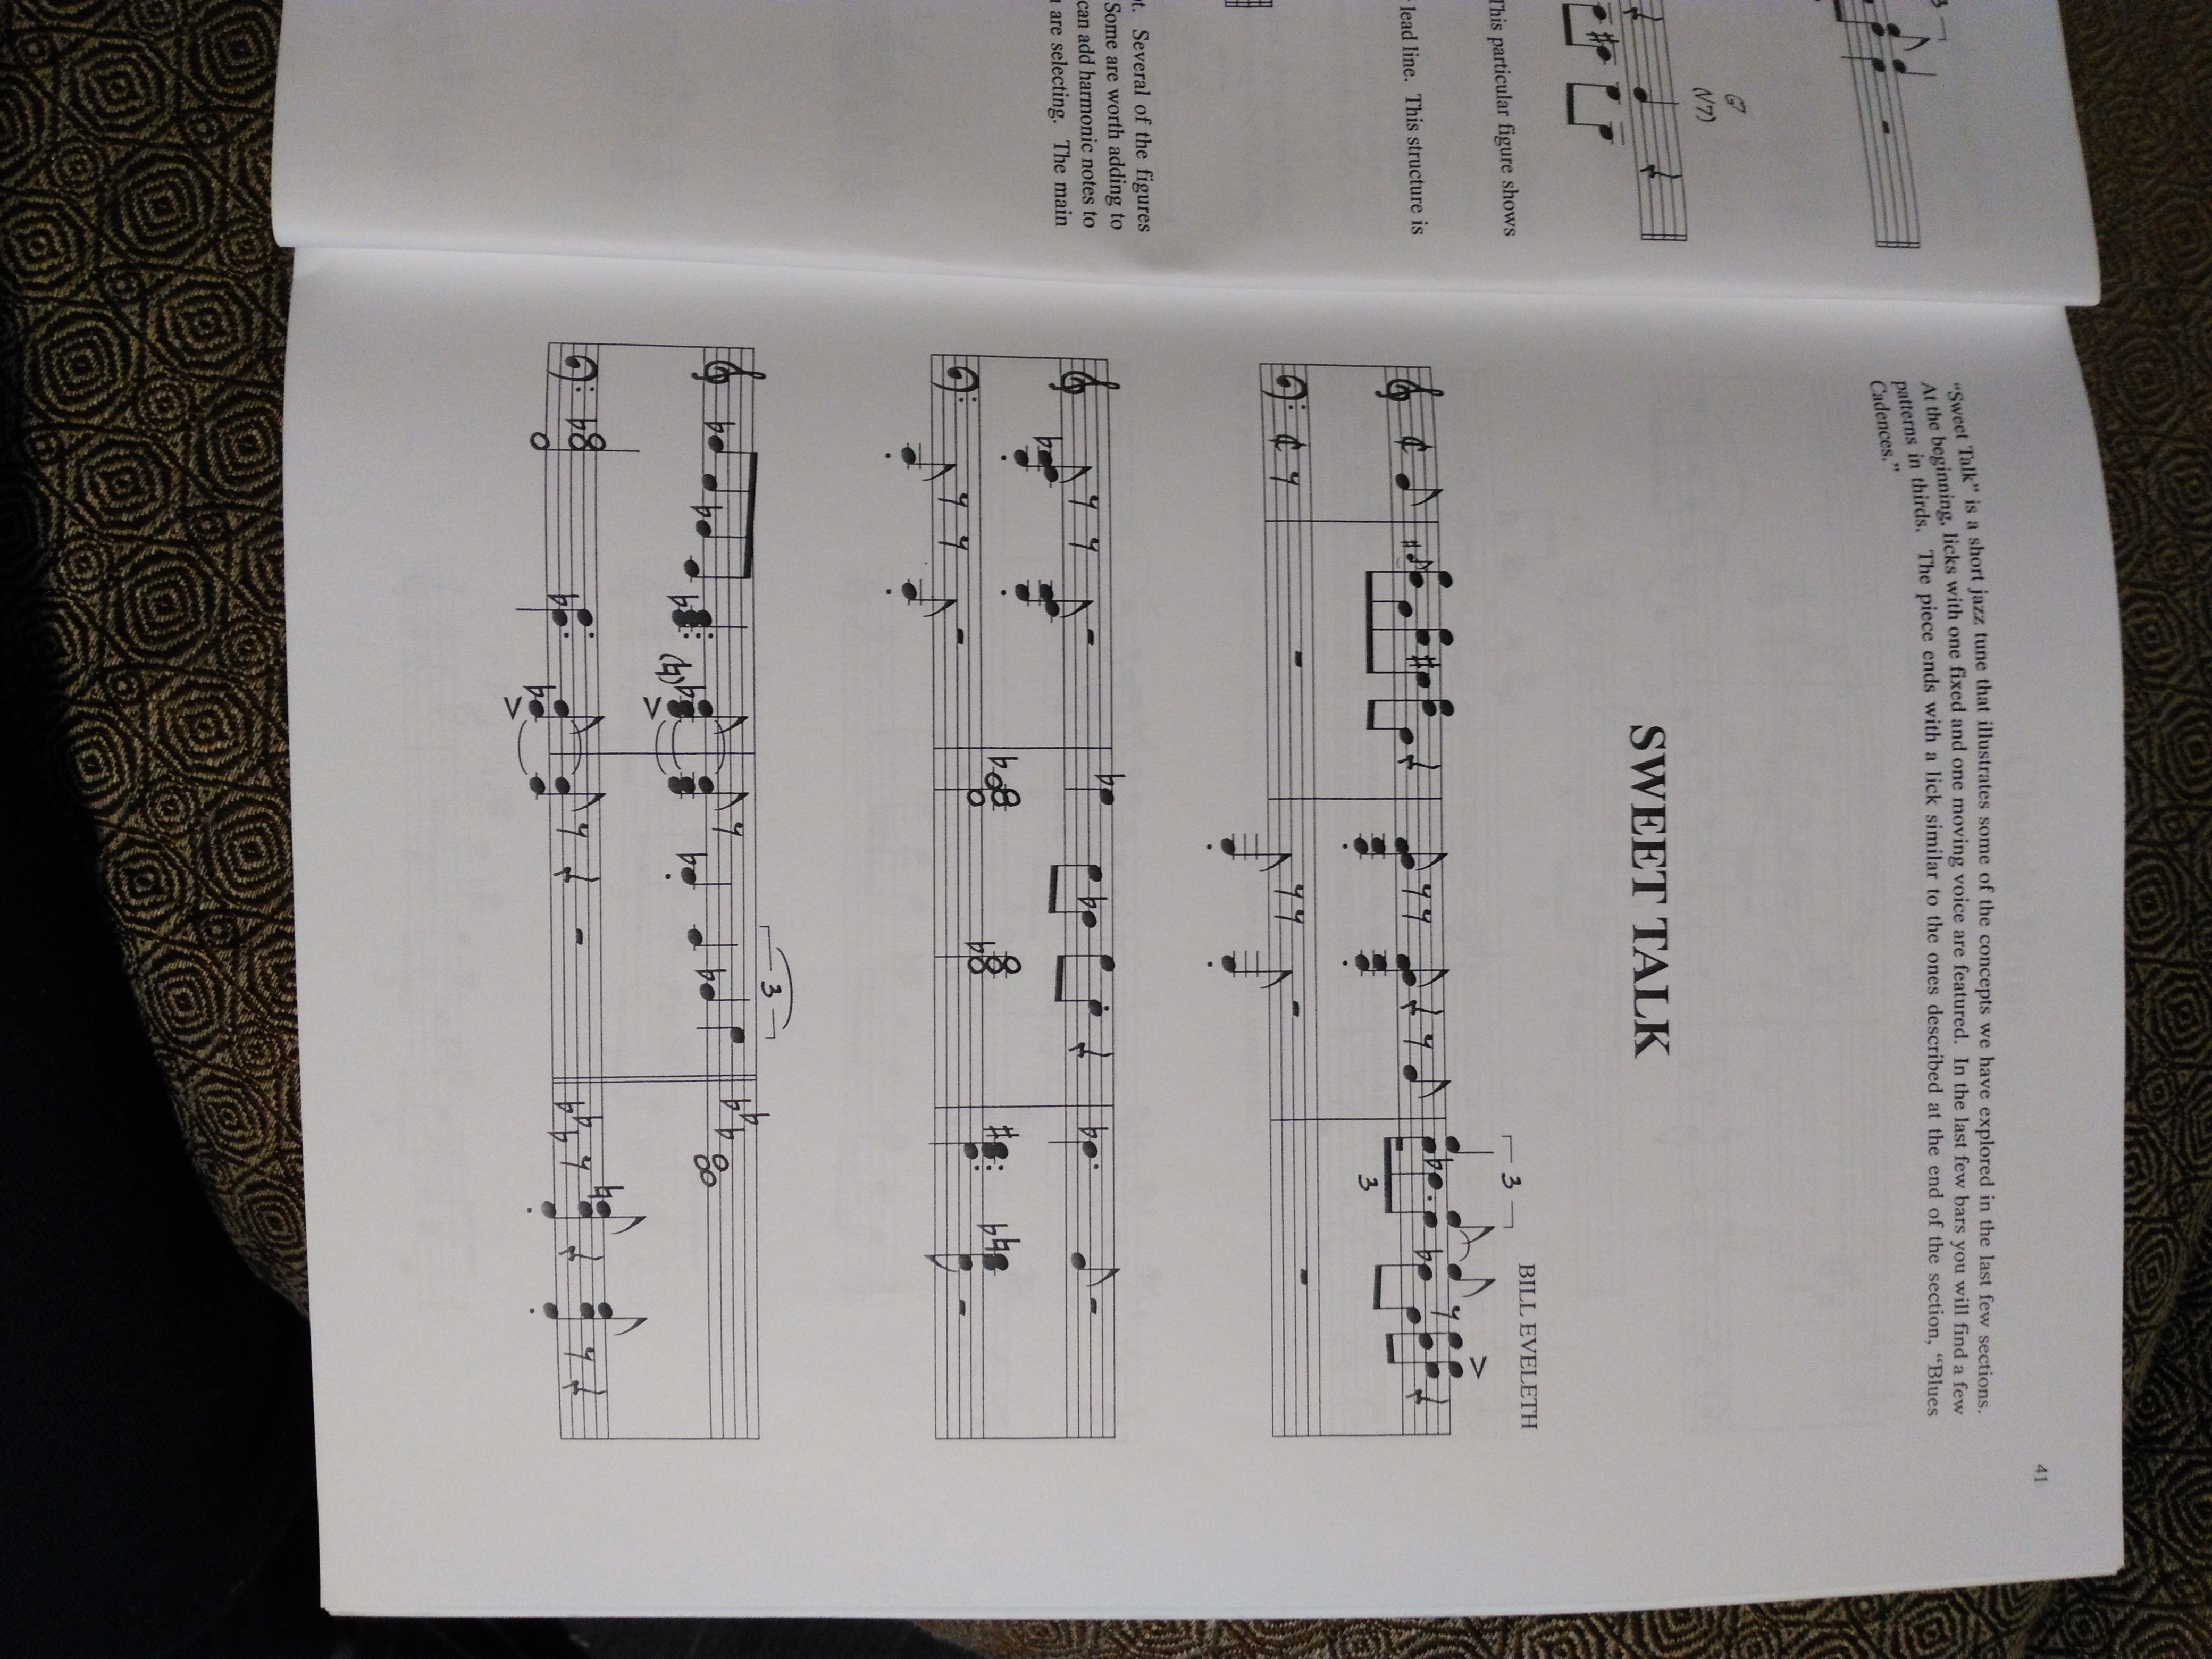 3
G7
(V7)
This particular figure shows
lead line. This structure is
Several of the figures
Some are worth adding to
can add harmonic notes to
are selecting. The main
41
“Sweet Talk” is a short jazz tune that illustrates some of the concepts we have explored in the last few sections.
At the beginning, licks with one fixed and one moving voice are featured. In the last few bars you will find a few
patterns in thirds. The piece ends with a lick similar to the ones described at the end of the section, “Blues
Cadences.”
SWEET TALK
BILL EVELETH
3
3
3